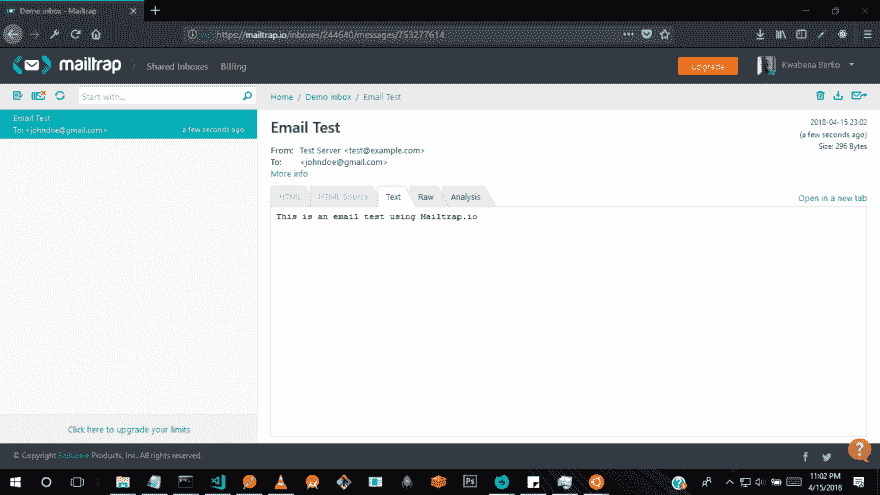 Demo inbox - Mailtrap
https://mailtrap.io/inboxes/244640/messages/753277614
mailtrap
Shared Inboxes
Billing
Upgrade
Kwabena Berko
Start with...
Home / Demo inbox / Email Test
Email Test
To: <johndoe@gmail.com>
a few seconds ago
Email Test
2018-04-15 23:02
(a few seconds ago)
Size: 296 Bytes
From: Test Server <test@example.com>
To: <johndoe@gmail.com>
More info
HTML
HTML Source
Text
Raw
Analysis
Open in a new tab
This is an email test using Mailtrap.io
Click here to upgrade your limits
© Copyright Railsware Products, Inc. All rights reserved.
f
?
Ps
11:02 PM
4/15/2018